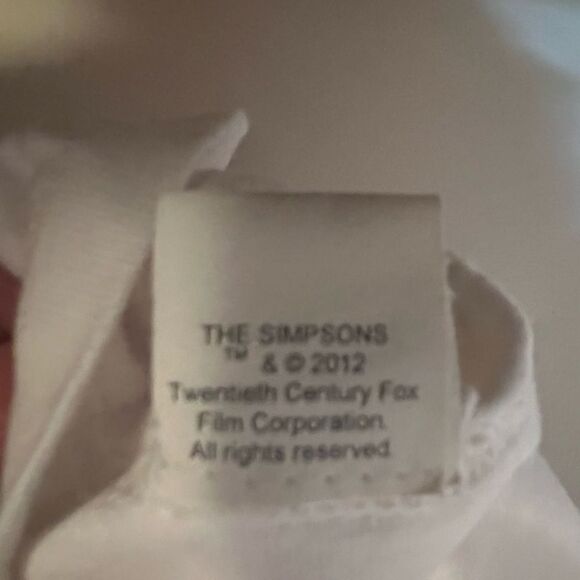 THE SIMPSONS
™ & © 2012
Twentieth Century Fox
Film Corporation.
All rights reserved.